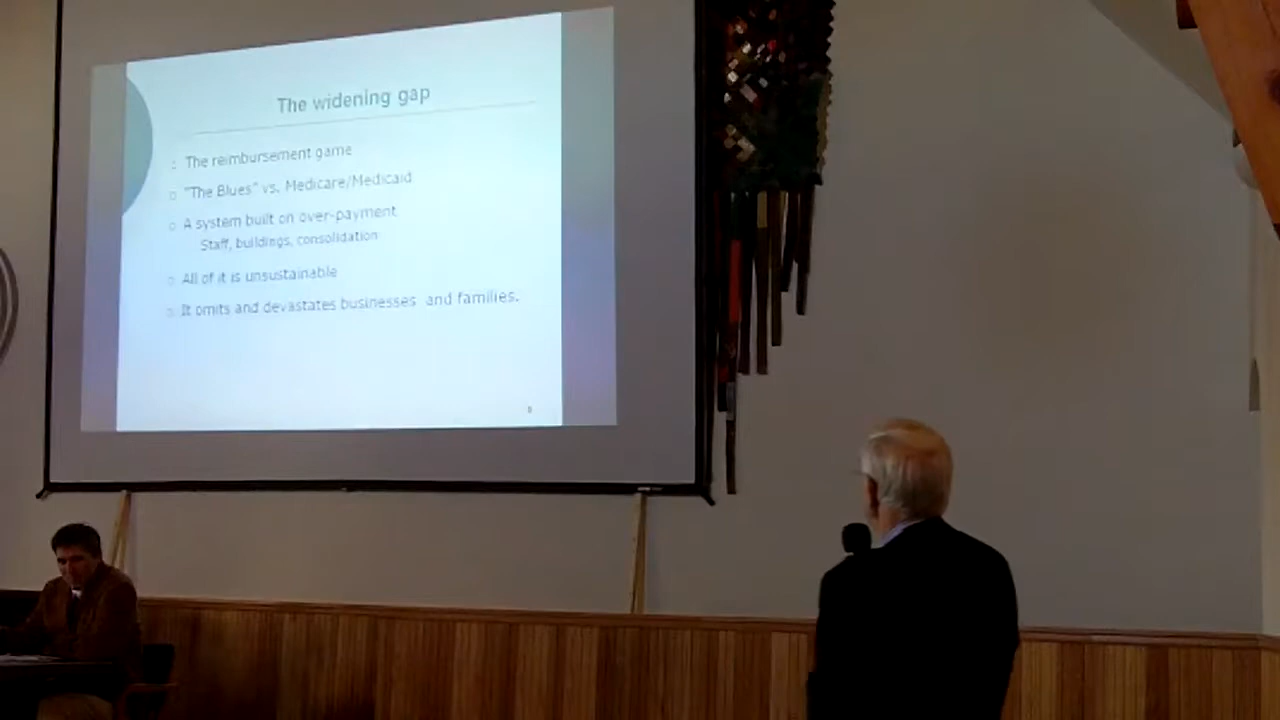 The widening gap
The reimbursement game
"The Blues" vs. Medicare/Medicaid
A system built on over-payment
Staff, buildings, consolidation
All of it is unsustainable
It omits and devastates businesses and families.